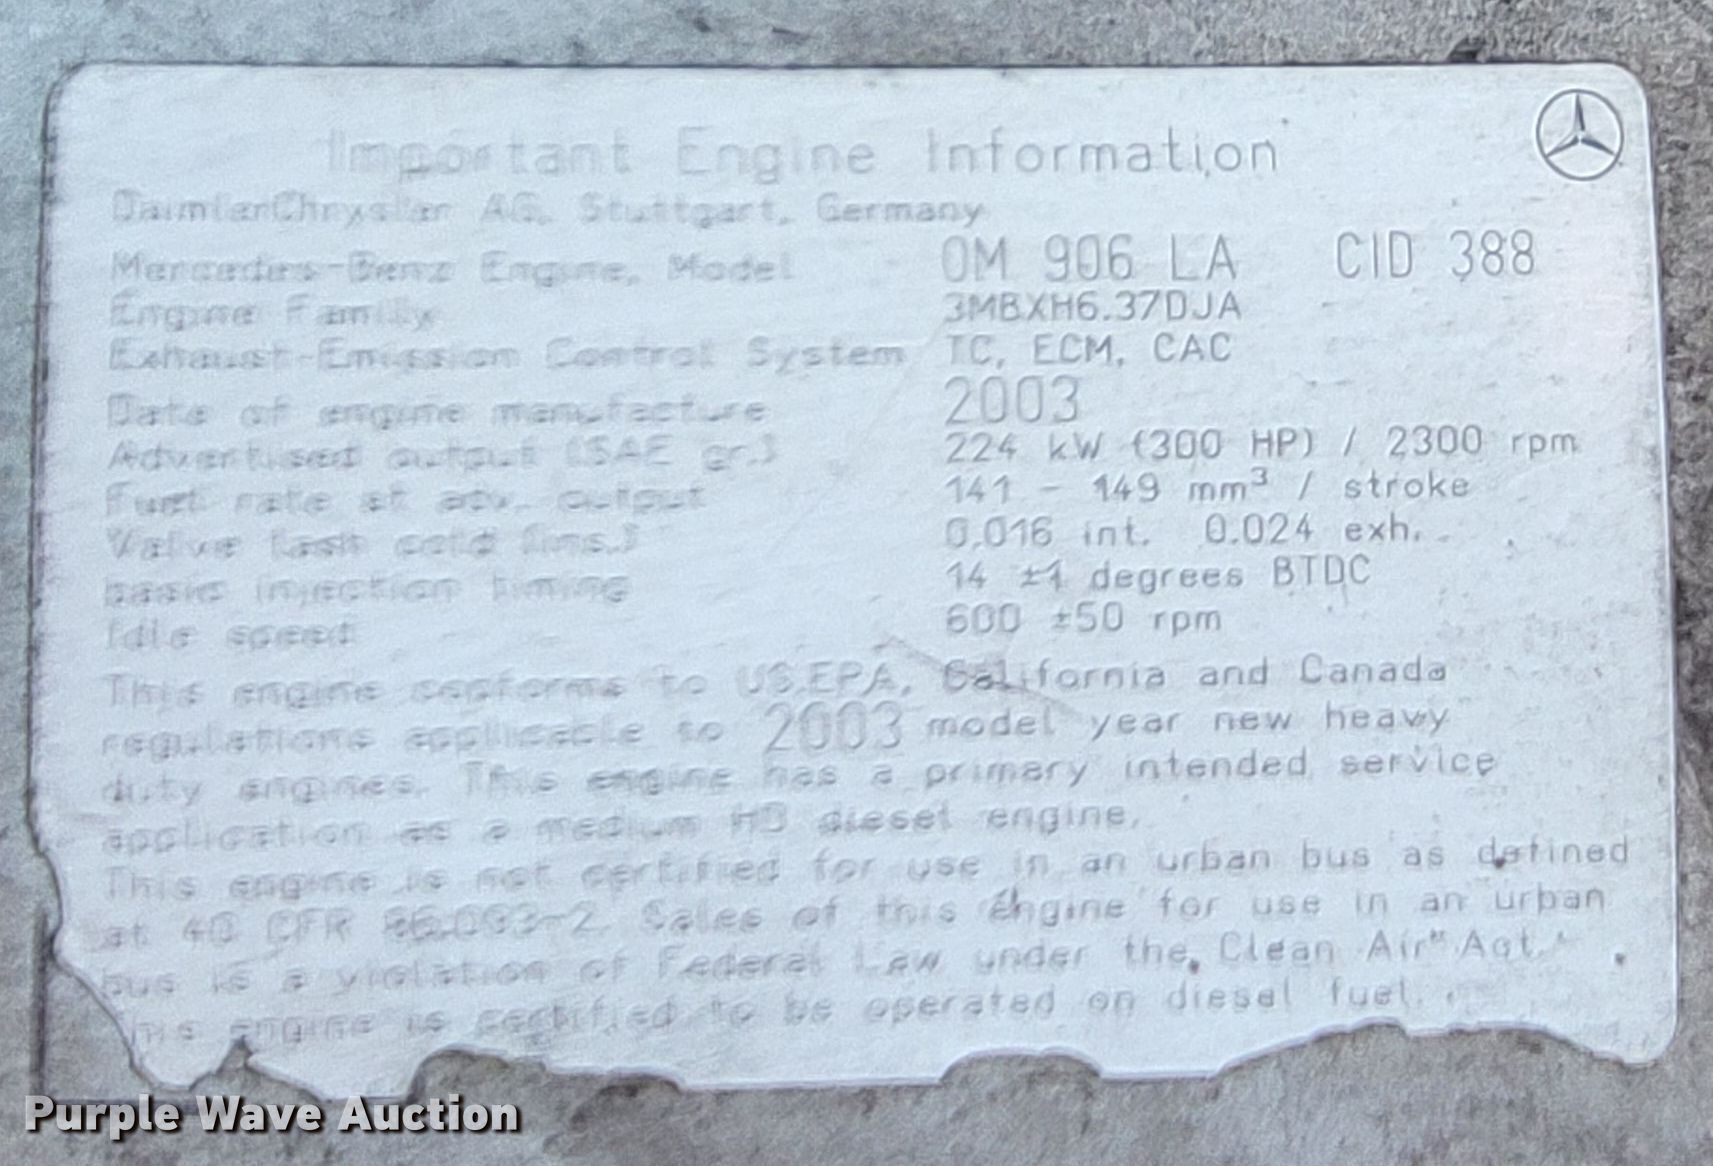 Important Engine Information
DaimlerChrysler AG, Stuttgart, Germany
Mercedes-Benz Engine, Model OM 906 LA CID 388
Engine Family 3MBXH6.37DJA
Exhaust Emission Control System TC, ECM, CAC
Date of engine manufacture 2003
Advertised output (SAE gr.) 224 kW (300 HP) / 2300 rpm
Fuel rate at adv. output 141 - 149 mm³ / stroke
Valve lash cold (ins.) 0.016 int. 0.024 exh.
basic injection timing 14 ±1 degrees BTDC
Idle speed 600 ±50 rpm
This engine conforms to US.EPA, California and Canada
regulations applicable to 2003 model year new heavy
duty engines. This engine has a primary intended service
application as a medium HD diesel engine.
This engine is not certified for use in an urban bus as defined
at 40 CFR 86.093-2. Sales of this Engine for use in an urban
bus is a violation of Federal Law under the Clean Air Act.
This engine is certified to be operated on diesel fuel.
Purple Wave Auction